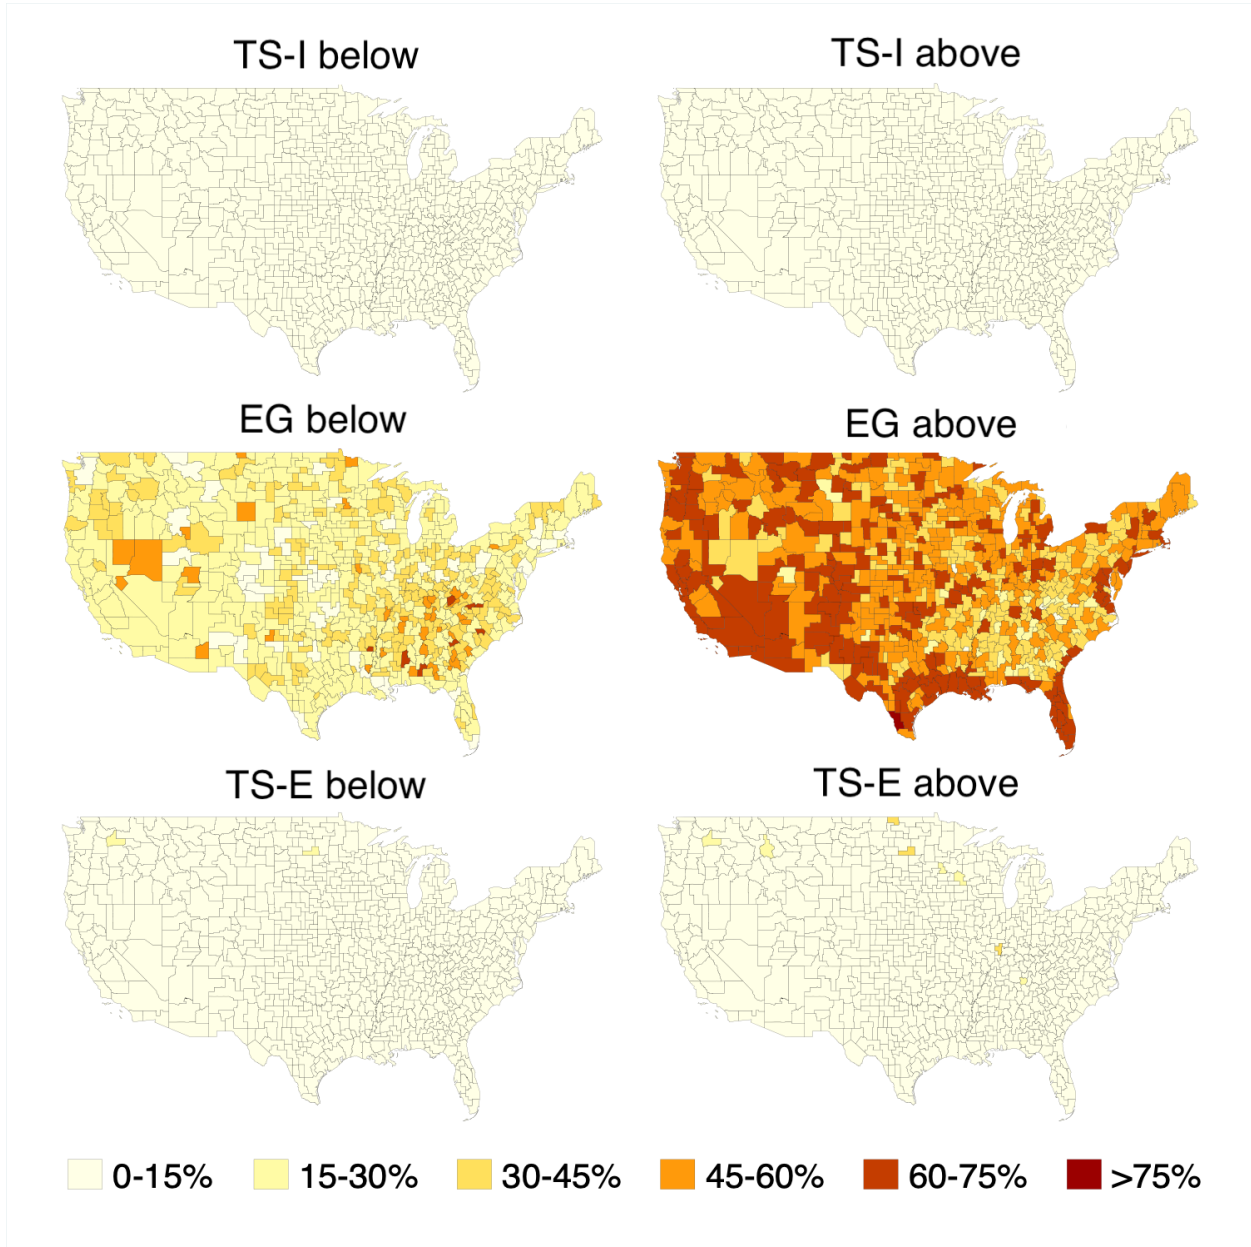 TS-I below
TS-I above
EG below
EG above
TS-E below
TS-E above
0-15%
15-30%
30-45%
45-60%
60-75%
>75%